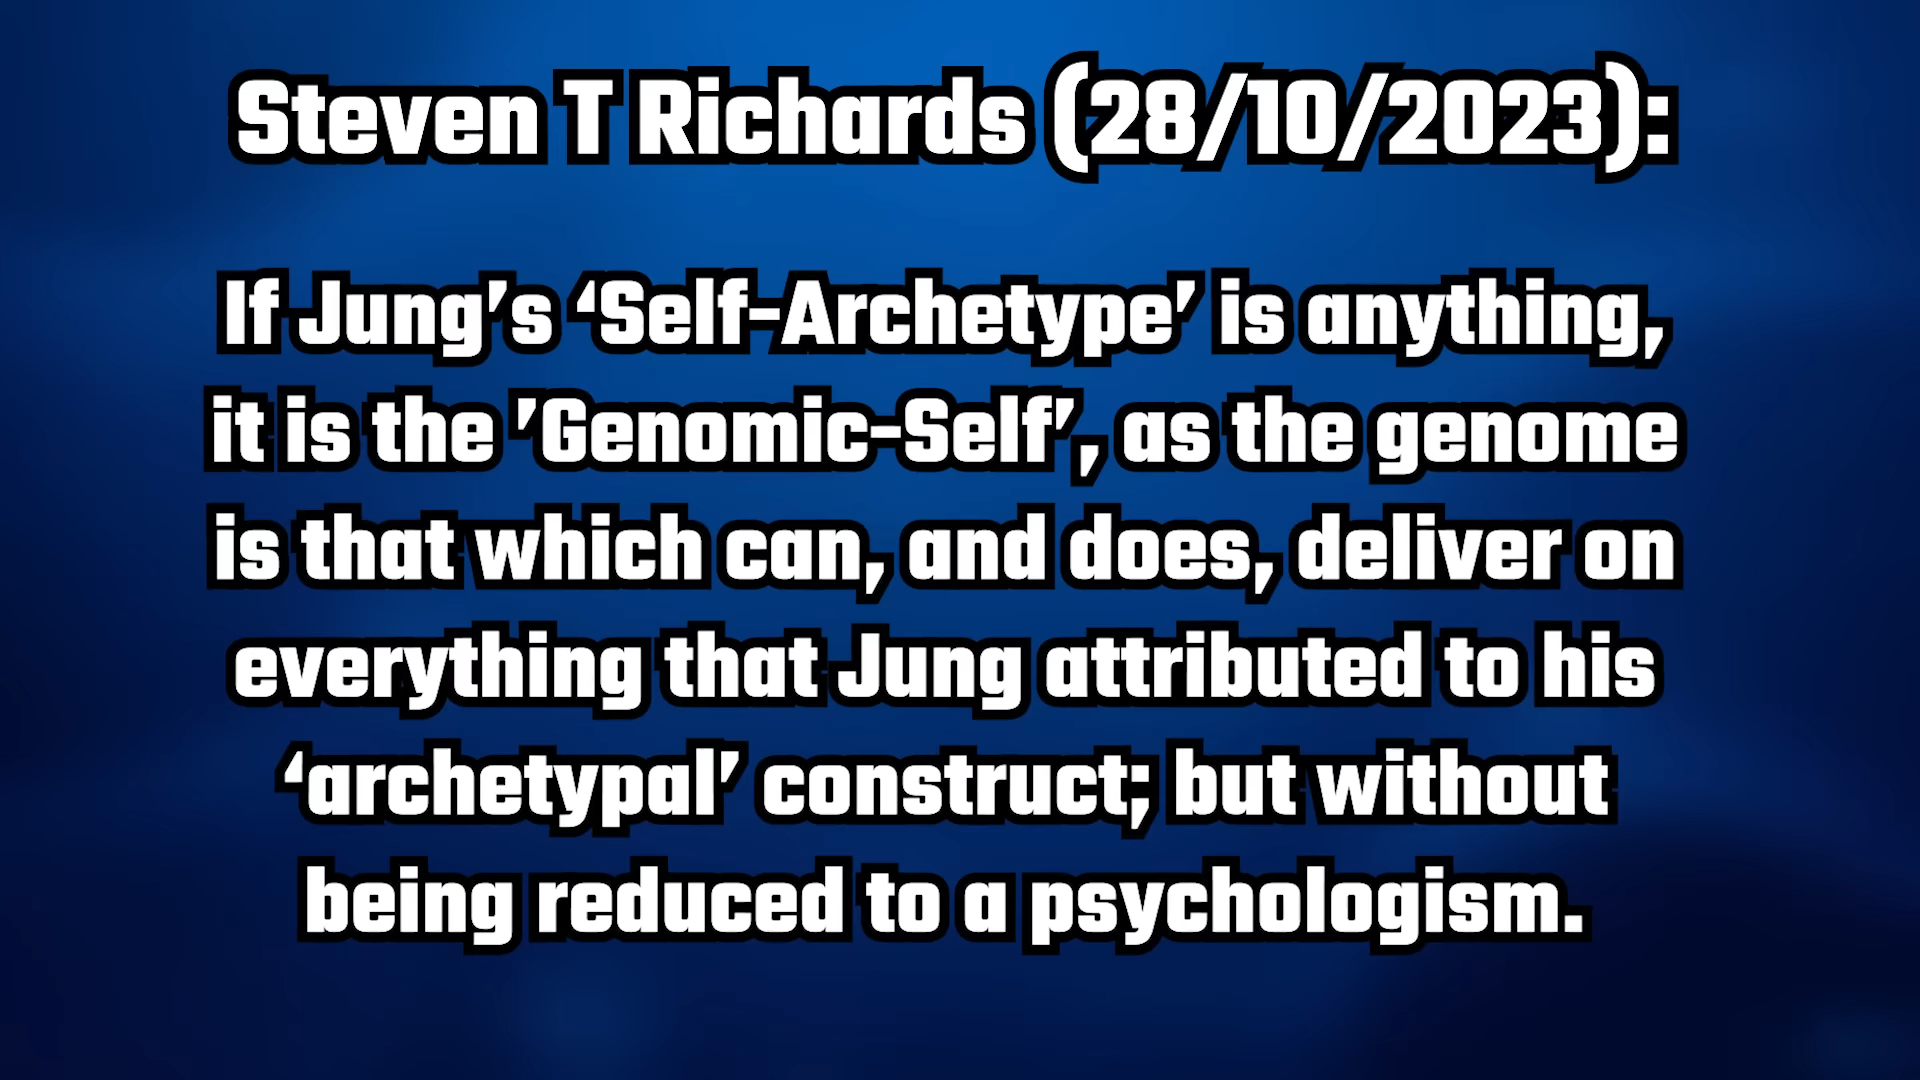 Steven T Richards (28/10/2023):
If Jung’s ‘Self-Archetype’ is anything,
it is the ’Genomic-Self’, as the genome
is that which can, and does, deliver on
everything that Jung attributed to his
‘archetypal’ construct; but without
being reduced to a psychologism.